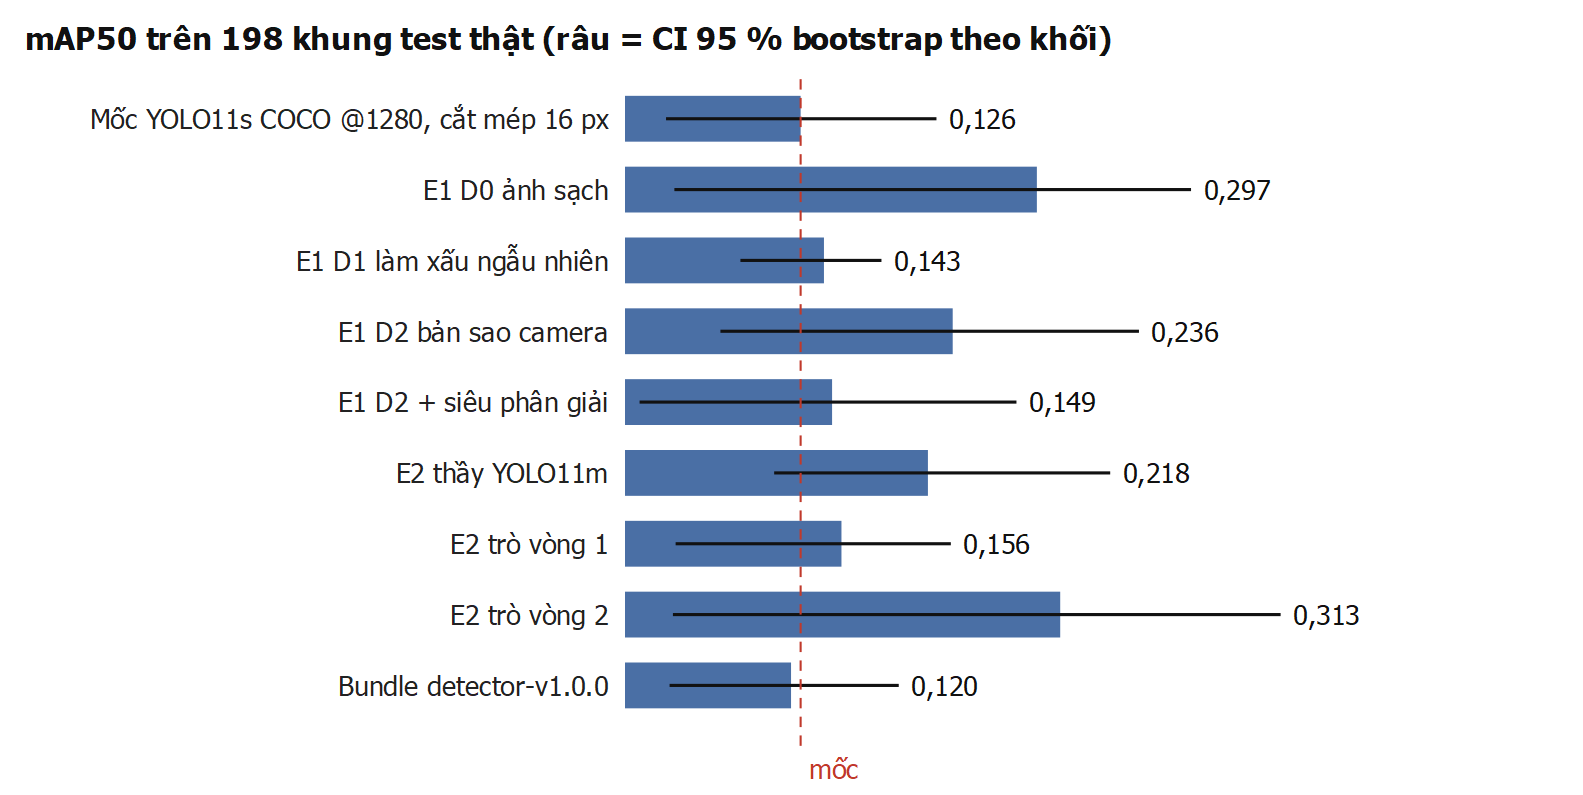 mAP50 trên 198 khung test thật (râu = CI 95 % bootstrap theo khối)
Mốc YOLO11s COCO @1280, cắt mép 16 px 0,126
E1 D0 ảnh sạch 0,297
E1 D1 làm xấu ngẫu nhiên 0,143
E1 D2 bản sao camera 0,236
E1 D2 + siêu phân giải 0,149
E2 thầy YOLO11m 0,218
E2 trò vòng 1 0,156
E2 trò vòng 2 0,313
Bundle detector-v1.0.0 0,120
mốc